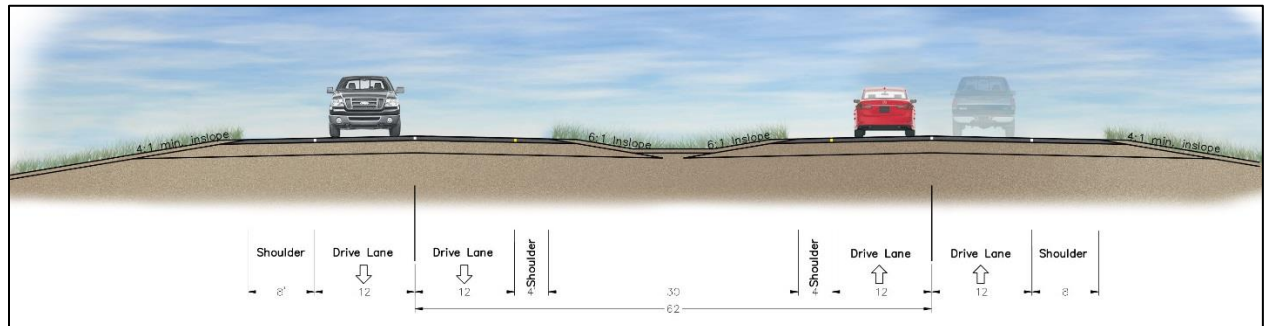 4:1 min. inslope
6:1 inslope
6:1 inslope
4:1 min. inslope
Shoulder Drive Lane Drive Lane Shoulder Shoulder Drive Lane Drive Lane Shoulder
8' 12 12 4 30 4 12 12 8
62